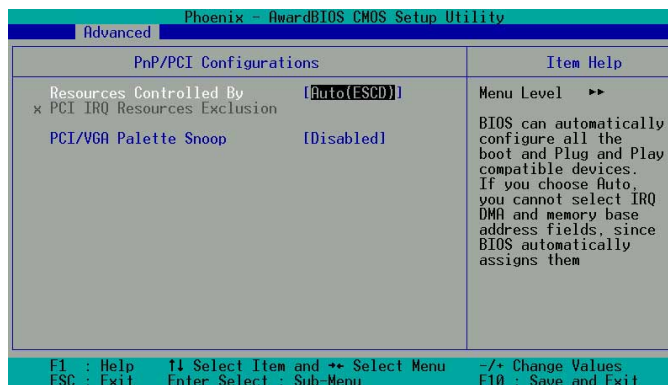 Phoenix - AwardBIOS CMOS Setup Utility
Advanced
PnP/PCI Configurations
Item Help
Resources Controlled By [Auto(ESCD)]
x PCI IRQ Resources Exclusion
PCI/VGA Palette Snoop [Disabled]
Menu Level ►►
BIOS can automatically
configure all the
boot and Plug and Play
compatible devices.
If you choose Auto,
you cannot select IRQ
DMA and memory base
address fields, since
BIOS automatically
assigns them
F1 : Help ↑↓ Select Item and →← Select Menu -/+ Change Values
ESC : Exit Enter Select : Sub-Menu F10 : Save and Exit